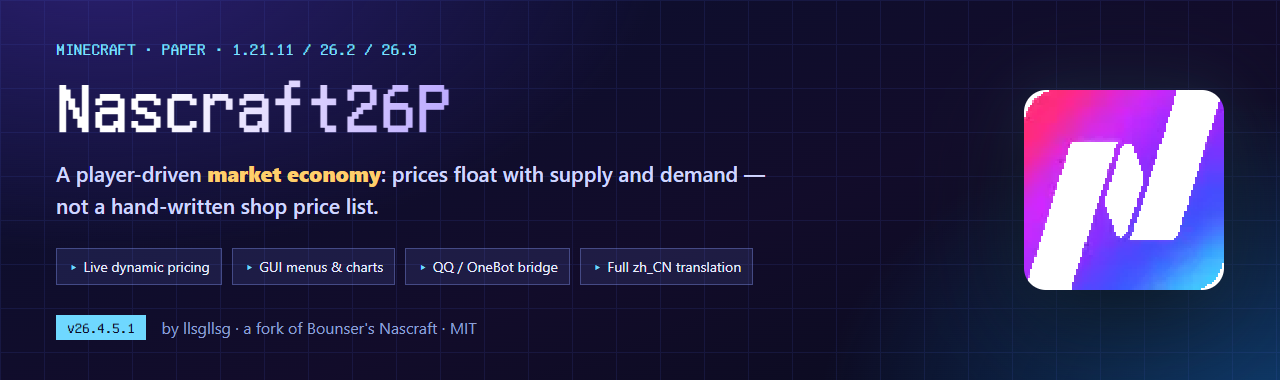 MINECRAFT · PAPER · 1.21.11 / 26.2 / 26.3
Nascraft26P
A player-driven market economy: prices float with supply and demand —
not a hand-written shop price list.
▸ Live dynamic pricing
▸ GUI menus & charts
▸ QQ / OneBot bridge
▸ Full zh_CN translation
v26.4.5.1 by llsgllsg · a fork of Bounser's Nascraft · MIT